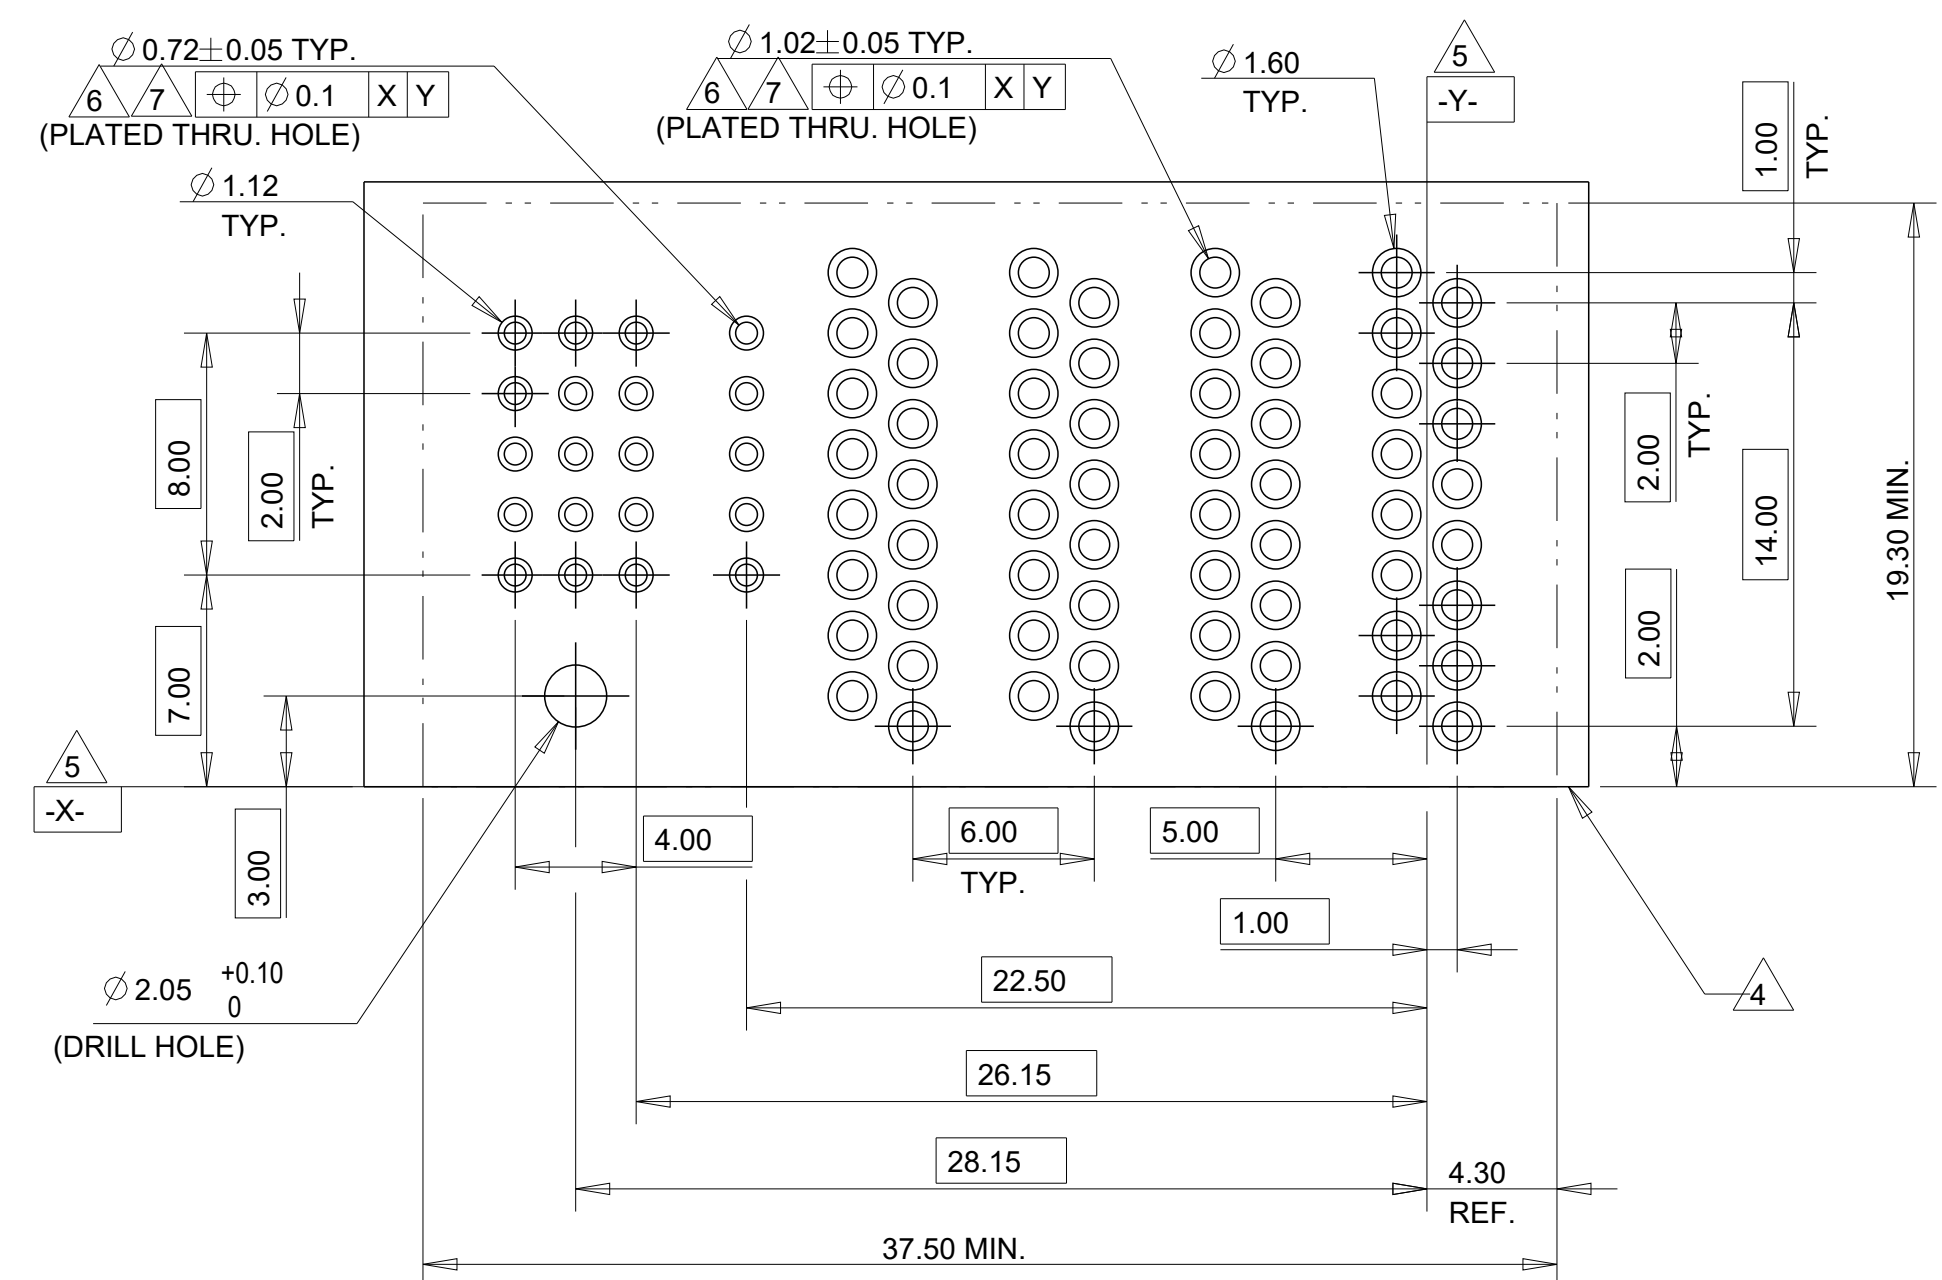 ∅ 0.72±0.05 TYP.
6 7 ⌖ ∅ 0.1 X Y
(PLATED THRU. HOLE)
∅ 1.02±0.05 TYP.
6 7 ⌖ ∅ 0.1 X Y
(PLATED THRU. HOLE)
∅ 1.60
TYP.
5
-Y-
1.00
TYP.
∅ 1.12
TYP.
8.00
2.00
TYP.
7.00
5
-X-
3.00
2.00
TYP.
14.00
19.30 MIN.
2.00
4.00
6.00
TYP.
5.00
1.00
∅ 2.05 +0.10
0
(DRILL HOLE)
22.50
4
26.15
28.15
4.30
REF.
37.50 MIN.